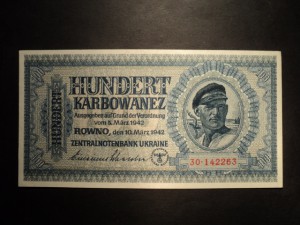 HUNDERT
HUNDERT
KARBOWANEZ
Ausgegeben auf Grund der Verordnung
vom 5. März 1942
ROWNO, den 10. März 1942
ZENTRALNOTENBANK UKRAINE
30·142263